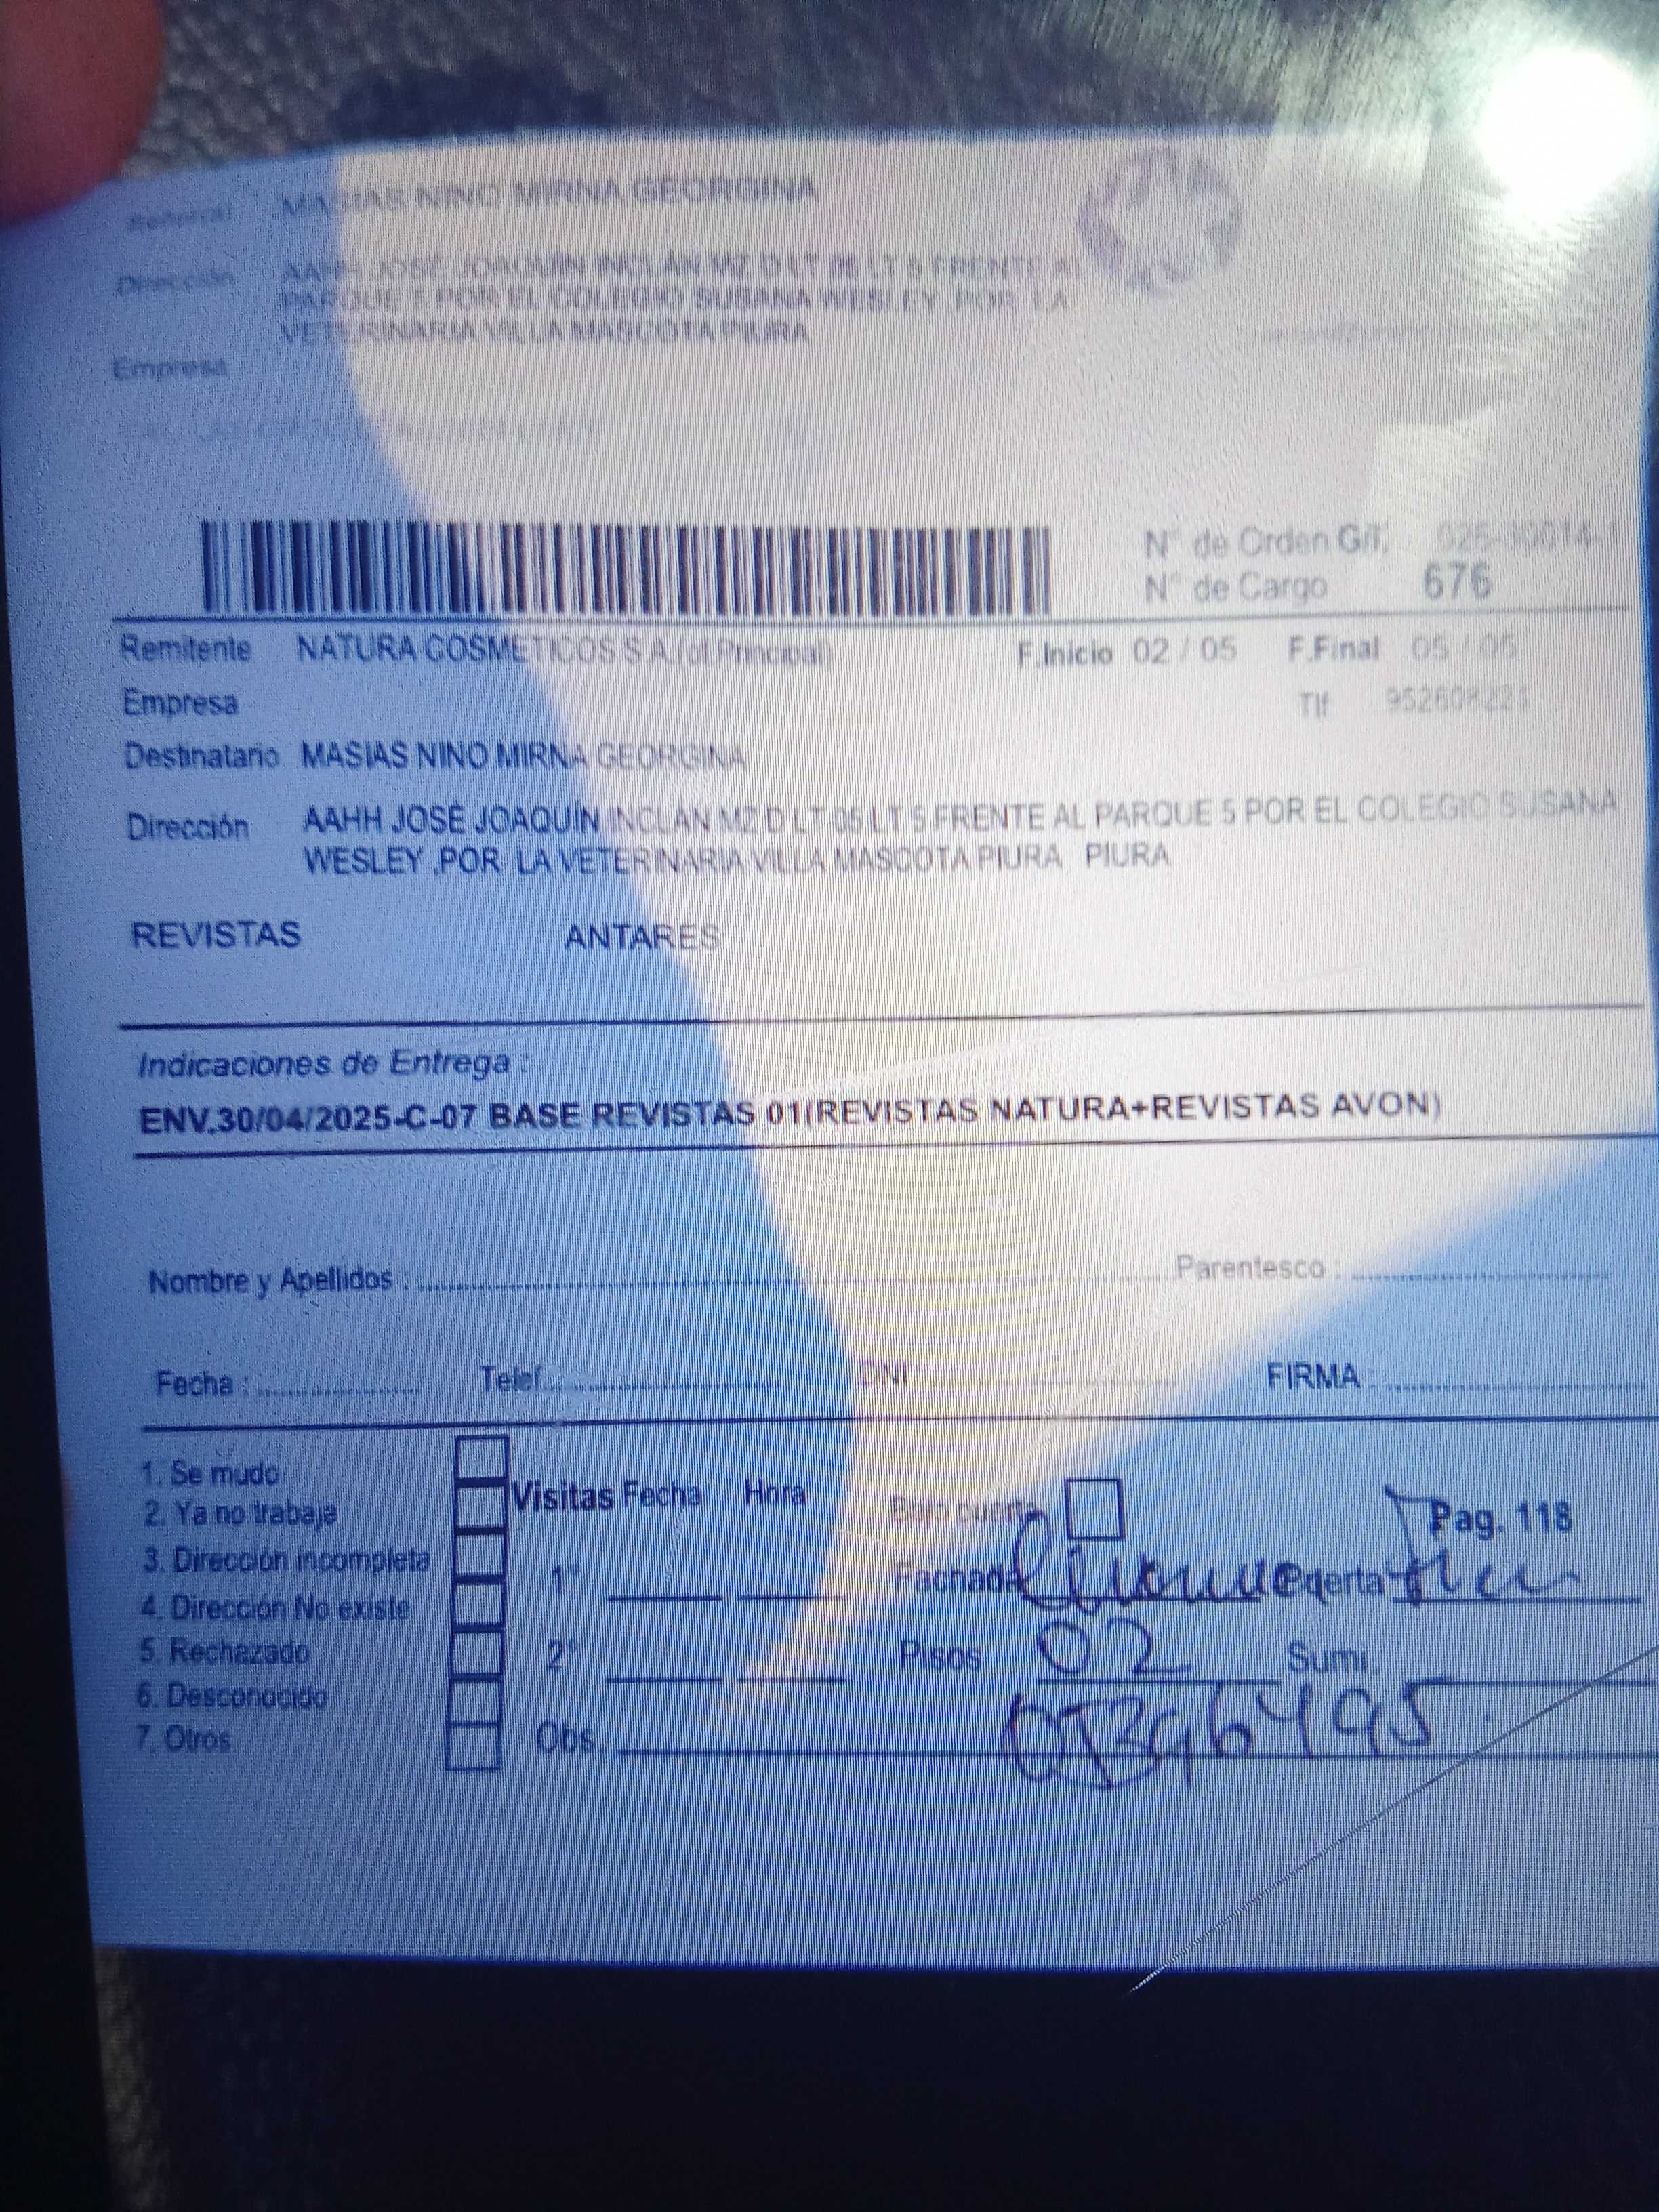 Señor(a) MASIAS NINO MIRNA GEORGINA
Dirección AAHH JOSÉ JOAQUÍN INCLÁN MZ D LT 05 LT 5 FRENTE AL
PARQUE 5 POR EL COLEGIO SUSANA WESLEY ,POR LA
VETERINARIA VILLA MASCOTA PIURA
Empresa
N° de Orden G/T. 025-30014-1
N° de Cargo 676
Remitente NATURA COSMETICOS S.A.(of.Principal) F.Inicio 02 / 05 F.Final 05 / 05
Empresa Tlf 952608221
Destinatario MASIAS NINO MIRNA GEORGINA
Dirección AAHH JOSÉ JOAQUÍN INCLÁN MZ D LT 05 LT 5 FRENTE AL PARQUE 5 POR EL COLEGIO SUSANA
WESLEY ,POR LA VETERINARIA VILLA MASCOTA PIURA PIURA
REVISTAS ANTARES
Indicaciones de Entrega :
ENV.30/04/2025-C-07 BASE REVISTAS 01(REVISTAS NATURA+REVISTAS AVON)
Nombre y Apellidos : Parentesco :
Fecha : Telef. DNI FIRMA :
1. Se mudo
2. Ya no trabaja
3. Dirección incompleta
4. Dirección No existe
5. Rechazado
6. Desconocido
7. Otros
Visitas Fecha Hora
1°
2°
Obs.
Bajo puerta Pag. 118
Fachada
Pisos 02 Sumi.